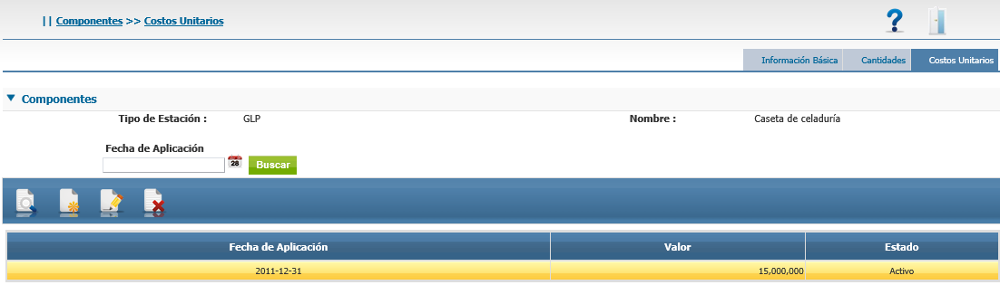 || Componentes >> Costos Unitarios
?
Información Básica Cantidades Costos Unitarios
Componentes
Tipo de Estación : GLP Nombre : Caseta de celaduría
Fecha de Aplicación
28 Buscar
Fecha de Aplicación Valor Estado
2011-12-31 15,000,000 Activo